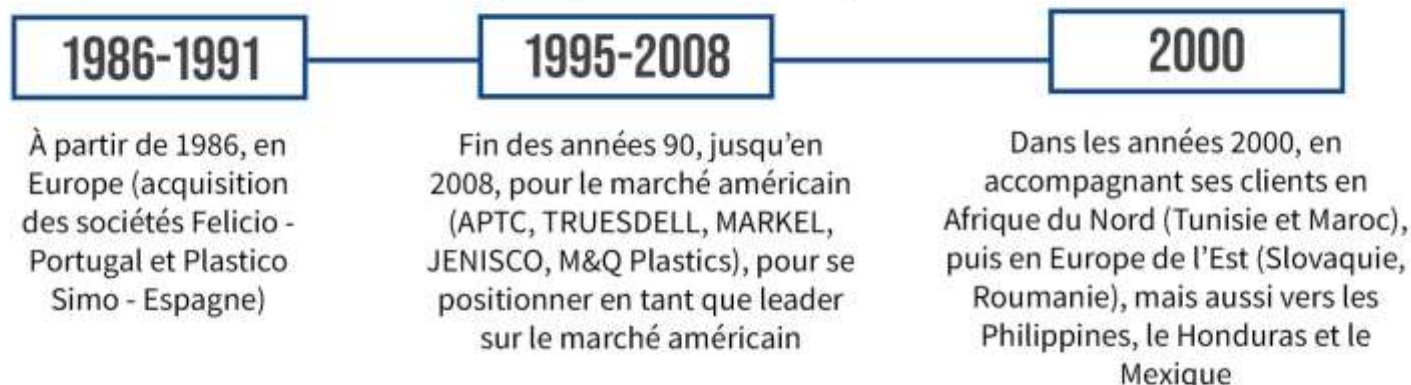 1986-1991
À partir de 1986, en
Europe (acquisition
des sociétés Felicio -
Portugal et Plastico
Simo - Espagne)
1995-2008
Fin des années 90, jusqu'en
2008, pour le marché américain
(APTC, TRUESDELL, MARKEL,
JENISCO, M&Q Plastics), pour se
positionner en tant que leader
sur le marché américain
2000
Dans les années 2000, en
accompagnant ses clients en
Afrique du Nord (Tunisie et Maroc),
puis en Europe de l'Est (Slovaquie,
Roumanie), mais aussi vers les
Philippines, le Honduras et le
Mexique